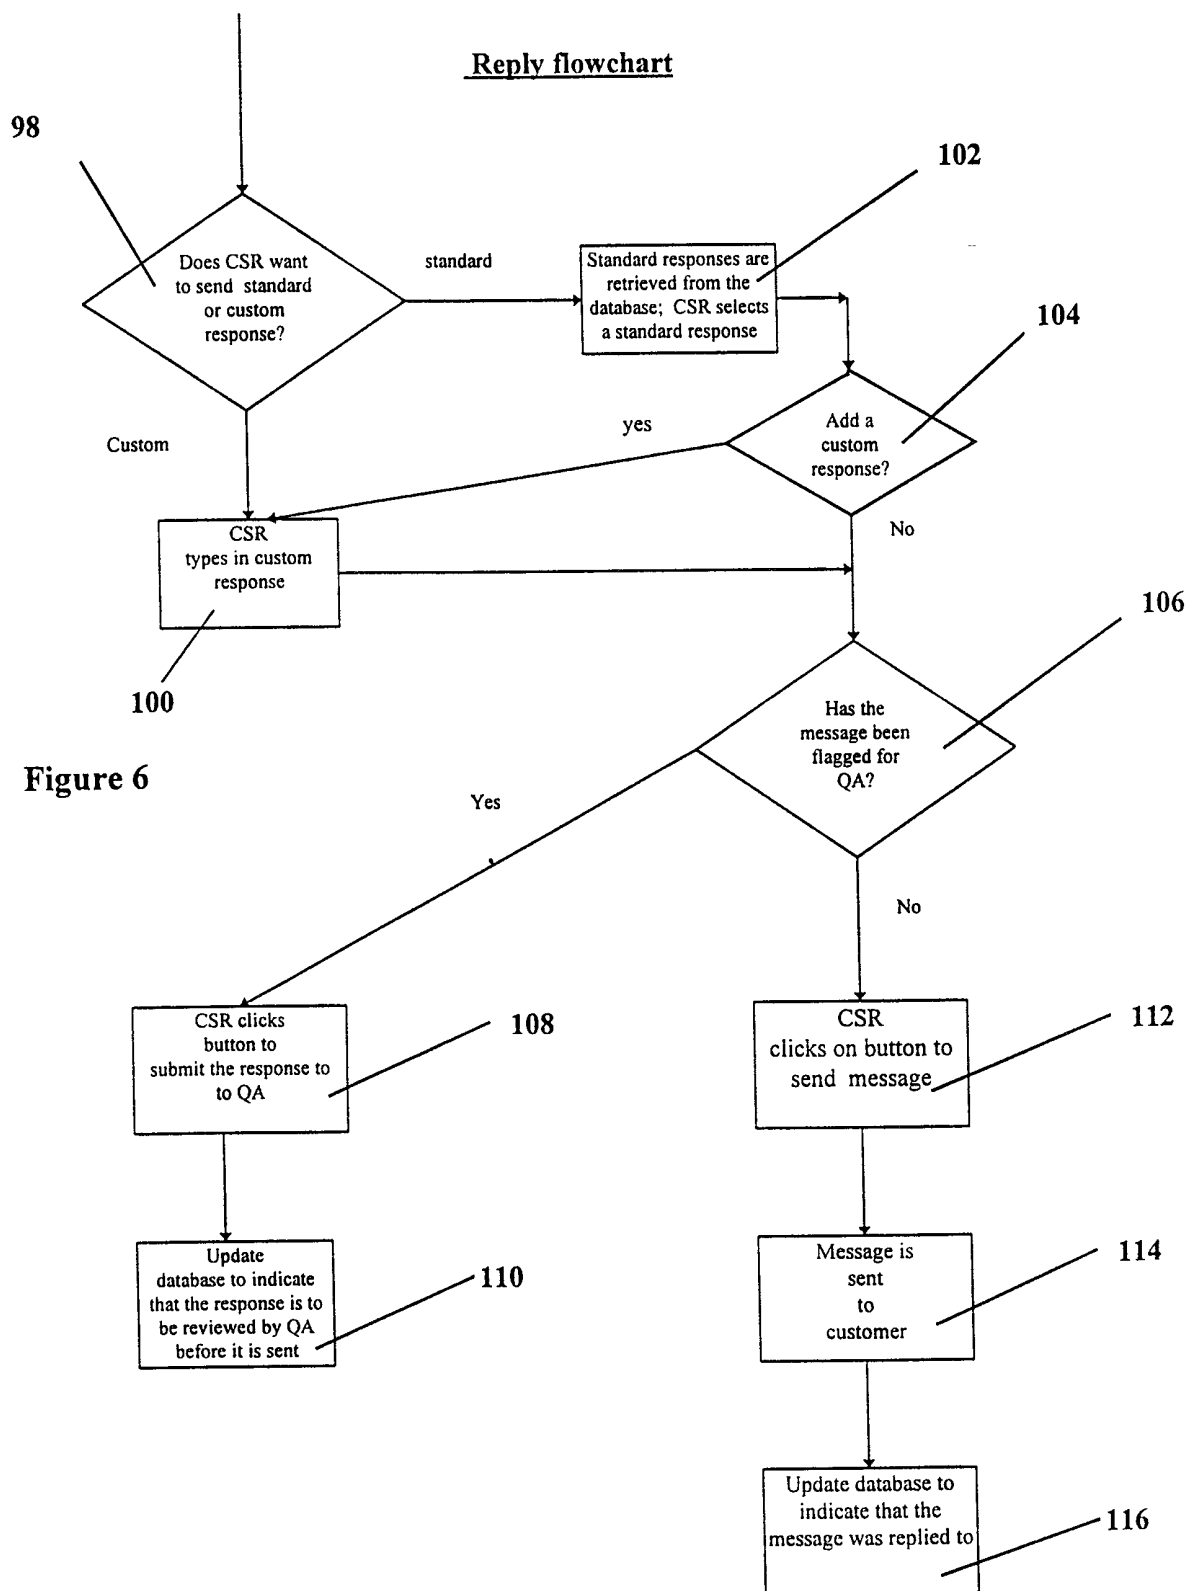 Reply flowchart
98
102
Does CSR want
to send standard
or custom
response?
standard
Standard responses are
retrieved from the
database; CSR selects
a standard response
104
Custom
yes
Add a
custom
response?
No
CSR
types in custom
response
100
106
Has the
message been
flagged for
QA?
Figure 6
Yes
No
CSR clicks
button to
submit the response to
to QA
108
CSR
clicks on button to
send message
112
Update
database to indicate
that the response is to
be reviewed by QA
before it is sent
110
Message is
sent
to
customer
114
Update database to
indicate that the
message was replied to
116